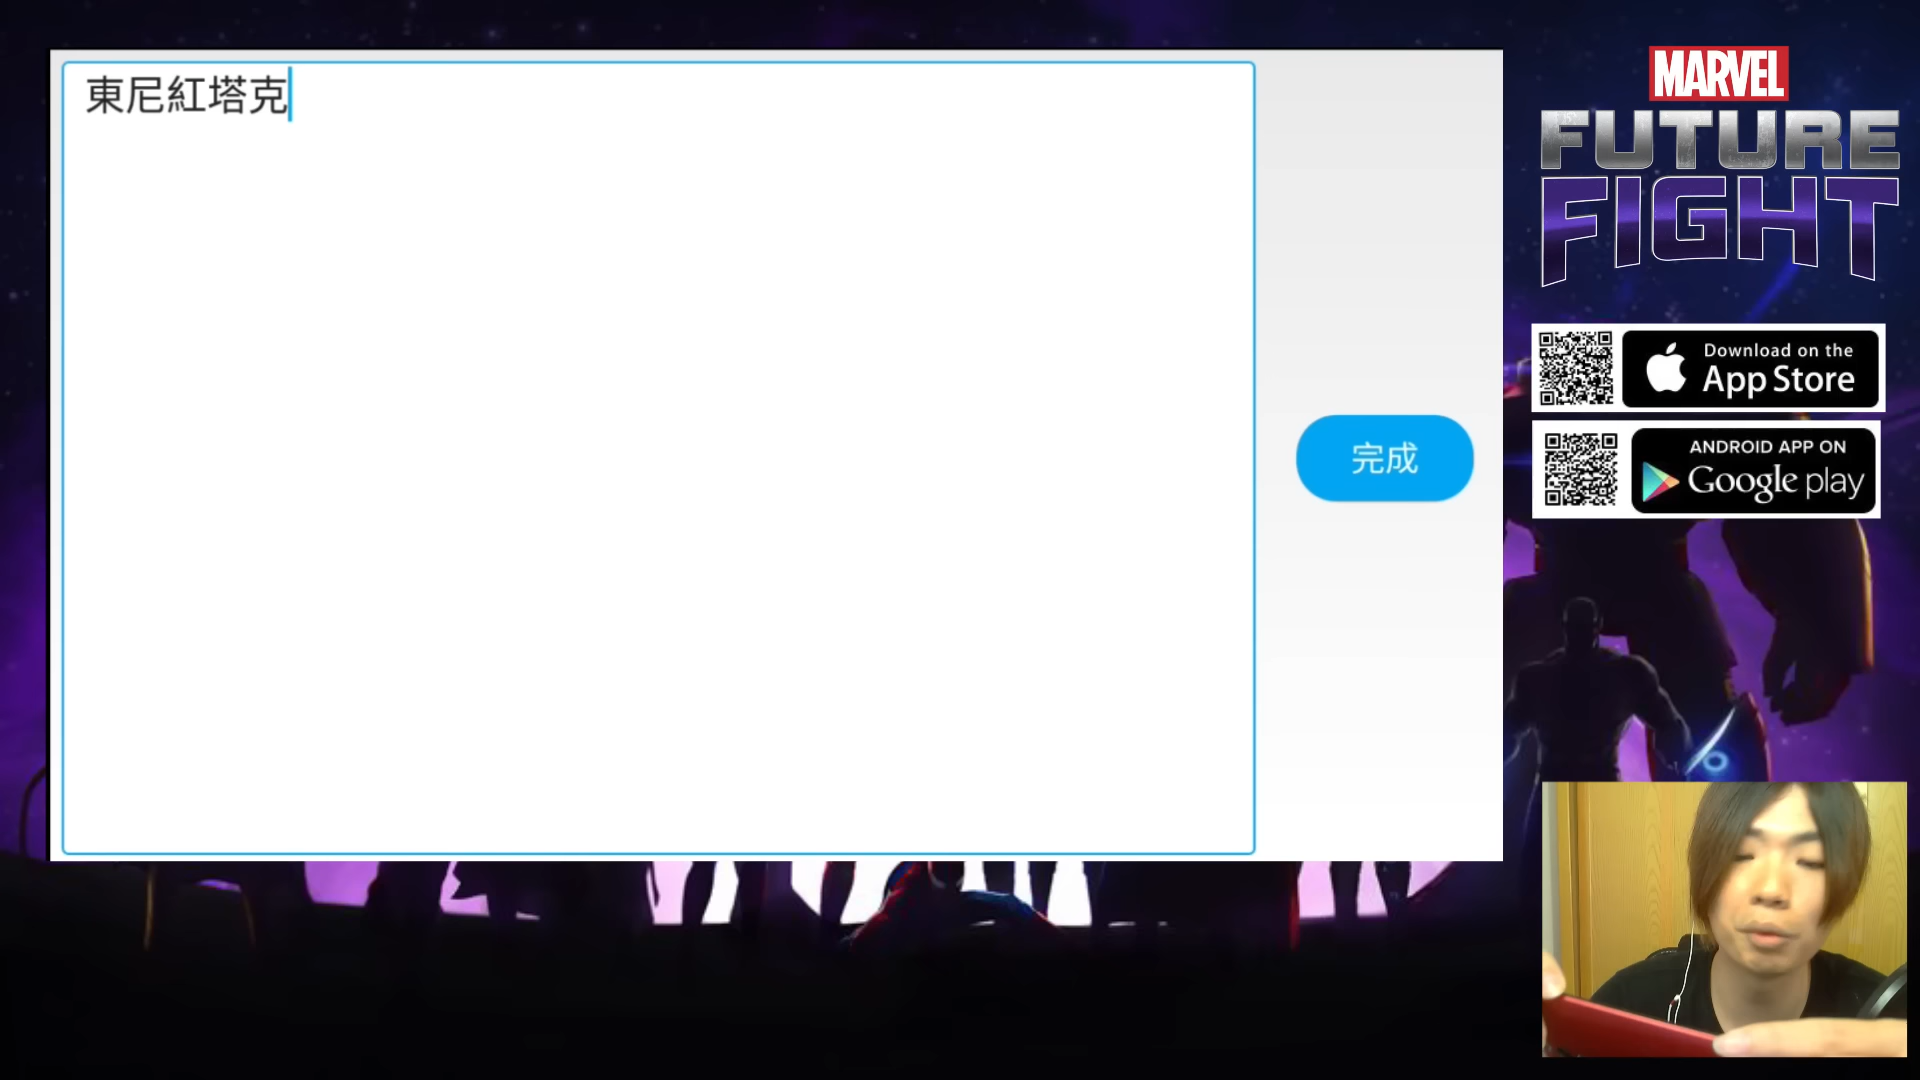 東尼紅塔克
完成
MARVEL
FUTURE
FIGHT
Download on the
App Store
ANDROID APP ON
Google play